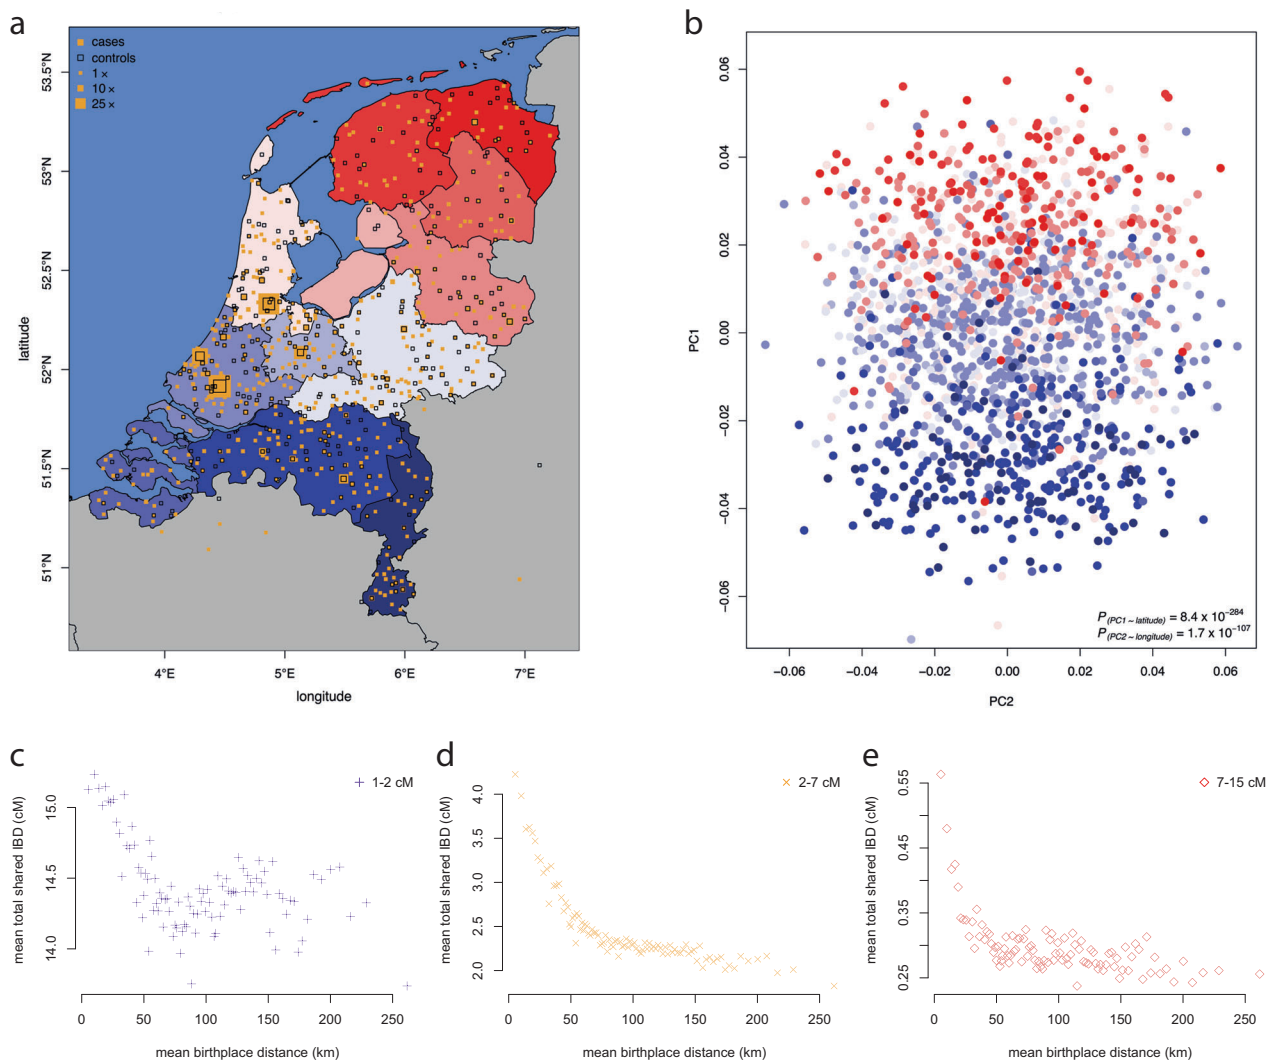 a
cases
controls
1 ×
10 ×
25 ×
53.5°N
53°N
52.5°N
52°N
51.5°N
51°N
latitude
4°E 5°E 6°E 7°E
longitude
b
0.06
0.04
0.02
0.00
−0.02
−0.04
−0.06
PC1
P(PC1 ~ latitude) = 8.4 x 10−284
P(PC2 ~ longitude) = 1.7 x 10−107
−0.06 −0.04 −0.02 0.00 0.02 0.04 0.06
PC2
c
1-2 cM
15.0
14.5
14.0
mean total shared IBD (cM)
0 50 100 150 200 250
mean birthplace distance (km)
d
2-7 cM
4.0
3.5
3.0
2.5
2.0
mean total shared IBD (cM)
0 50 100 150 200 250
mean birthplace distance (km)
e
7-15 cM
0.55
0.45
0.35
0.25
mean total shared IBD (cM)
0 50 100 150 200 250
mean birthplace distance (km)